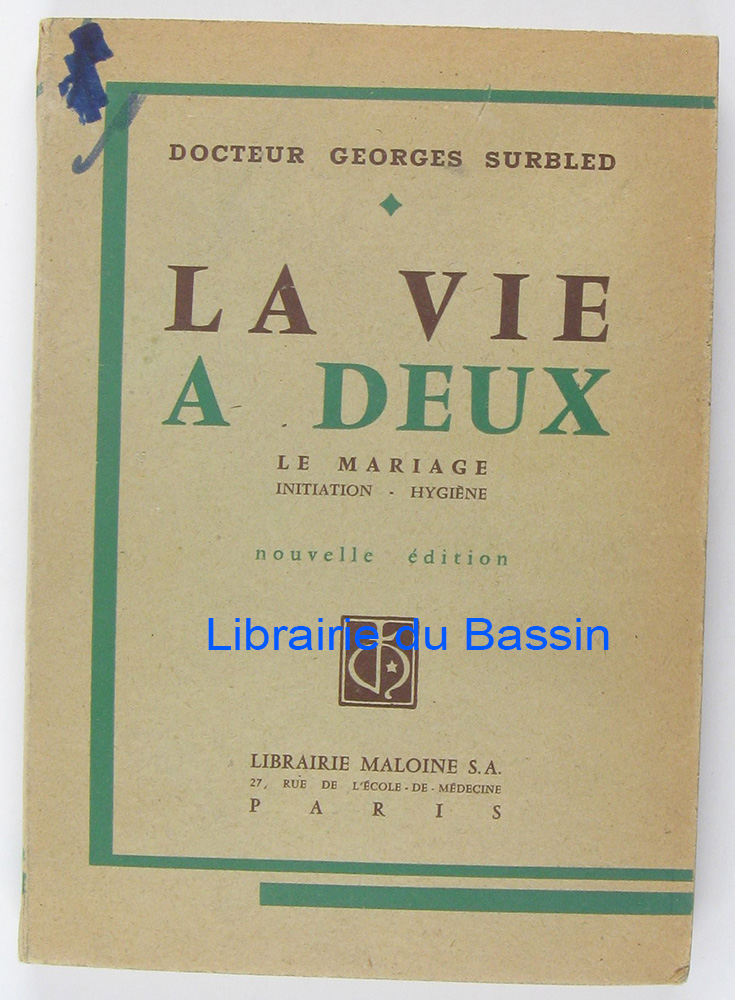 DOCTEUR GEORGES SURBLED
LA VIE
A DEUX
LE MARIAGE
INITIATION - HYGIÈNE
nouvelle édition
Librairie du Bassin
LIBRAIRIE MALOINE S.A.
27, RUE DE L'ÉCOLE-DE-MÉDECINE
PARIS